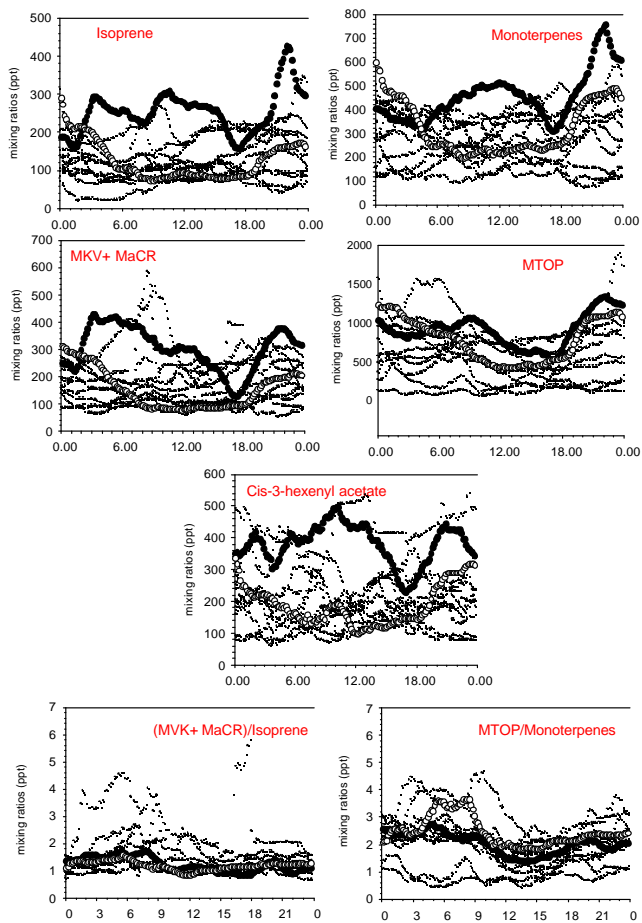 Isoprene
mixing ratios (ppt)
500
400
300
200
100
0
0.00 6.00 12.00 18.00 0.00
Monoterpenes
mixing ratios (ppt)
800
700
600
500
400
300
200
100
0
0.00 6.00 12.00 18.00 0.00
MKV+ MaCR
mixing ratios (ppt)
700
600
500
400
300
200
100
0
0.00 6.00 12.00 18.00 0.00
MTOP
mixing ratios (ppt)
2000
1500
1000
500
0
0.00 6.00 12.00 18.00 0.00
Cis-3-hexenyl acetate
mixing ratios (ppt)
600
500
400
300
200
100
0
0.00 6.00 12.00 18.00 0.00
(MVK+ MaCR)/Isoprene
mixing ratios (ppt)
7
6
5
4
3
2
1
0
0 3 6 9 12 15 18 21 0
MTOP/Monoterpenes
mixing ratios (ppt)
7
6
5
4
3
2
1
0
0 3 6 9 12 15 18 21 0